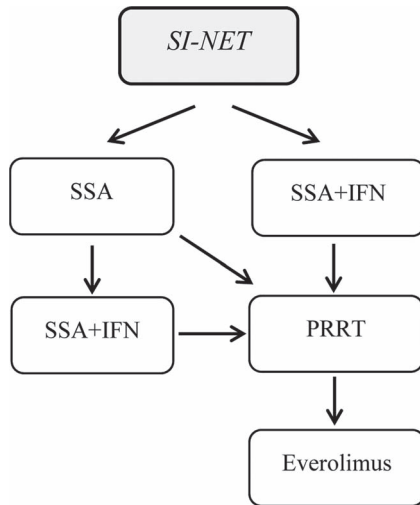 SI-NET
SSA
SSA+IFN
SSA+IFN
PRRT
Everolimus